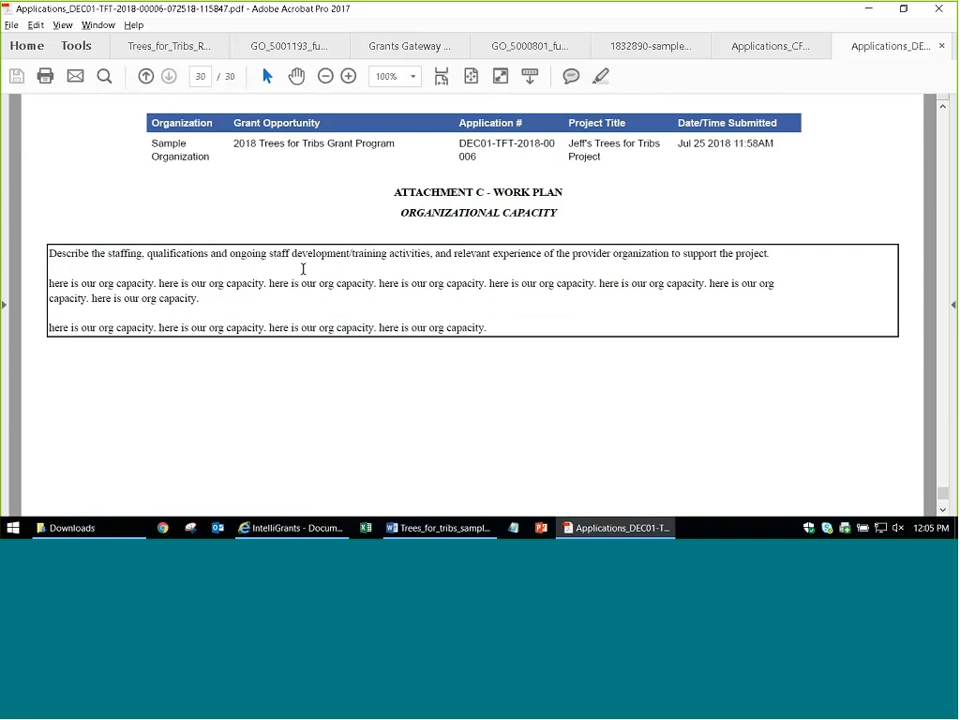 Applications_DEC01-TFT-2018-00006-072518-115847.pdf - Adobe Acrobat Pro 2017
File Edit View Window Help
Home Tools Trees_for_Tribs_R... GO_5001193_fu... Grants Gateway ... GO_5000801_fu... 1832890-sample... Applications_CF... Applications_DE... ×
30 / 30 100%
Organization Grant Opportunity Application # Project Title Date/Time Submitted
Sample 2018 Trees for Tribs Grant Program DEC01-TFT-2018-00 Jeff's Trees for Tribs Jul 25 2018 11:58AM
Organization 006 Project
ATTACHMENT C - WORK PLAN
ORGANIZATIONAL CAPACITY
Describe the staffing, qualifications and ongoing staff development/training activities, and relevant experience of the provider organization to support the project.
here is our org capacity. here is our org capacity. here is our org capacity. here is our org capacity. here is our org capacity. here is our org capacity. here is our org
capacity. here is our org capacity.
here is our org capacity. here is our org capacity. here is our org capacity. here is our org capacity.
Downloads IntelliGrants - Docum... Trees_for_tribs_sampl... Applications_DEC01-T... 12:05 PM